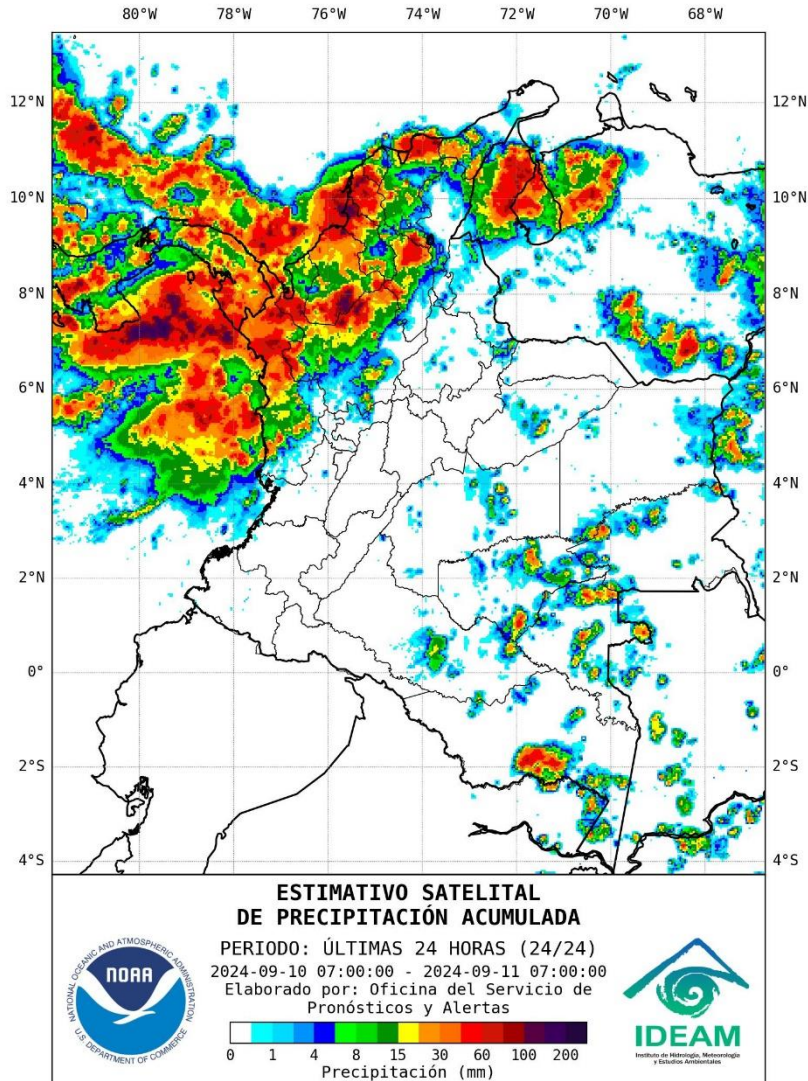 80°W 78°W 76°W 74°W 72°W 70°W 68°W
12°N 12°N
10°N 10°N
8°N 8°N
6°N 6°N
4°N 4°N
2°N 2°N
0° 0°
2°S 2°S
4°S 4°S
ESTIMATIVO SATELITAL
DE PRECIPITACIÓN ACUMULADA
PERIODO: ÚLTIMAS 24 HORAS (24/24)
2024-09-10 07:00:00 - 2024-09-11 07:00:00
Elaborado por: Oficina del Servicio de
Pronósticos y Alertas
0 1 4 8 15 30 60 100 200
Precipitación (mm)
NATIONAL OCEANIC AND ATMOSPHERIC ADMINISTRATION
NOAA
U.S. DEPARTMENT OF COMMERCE
IDEAM
Instituto de Hidrología, Meteorología
y Estudios Ambientales